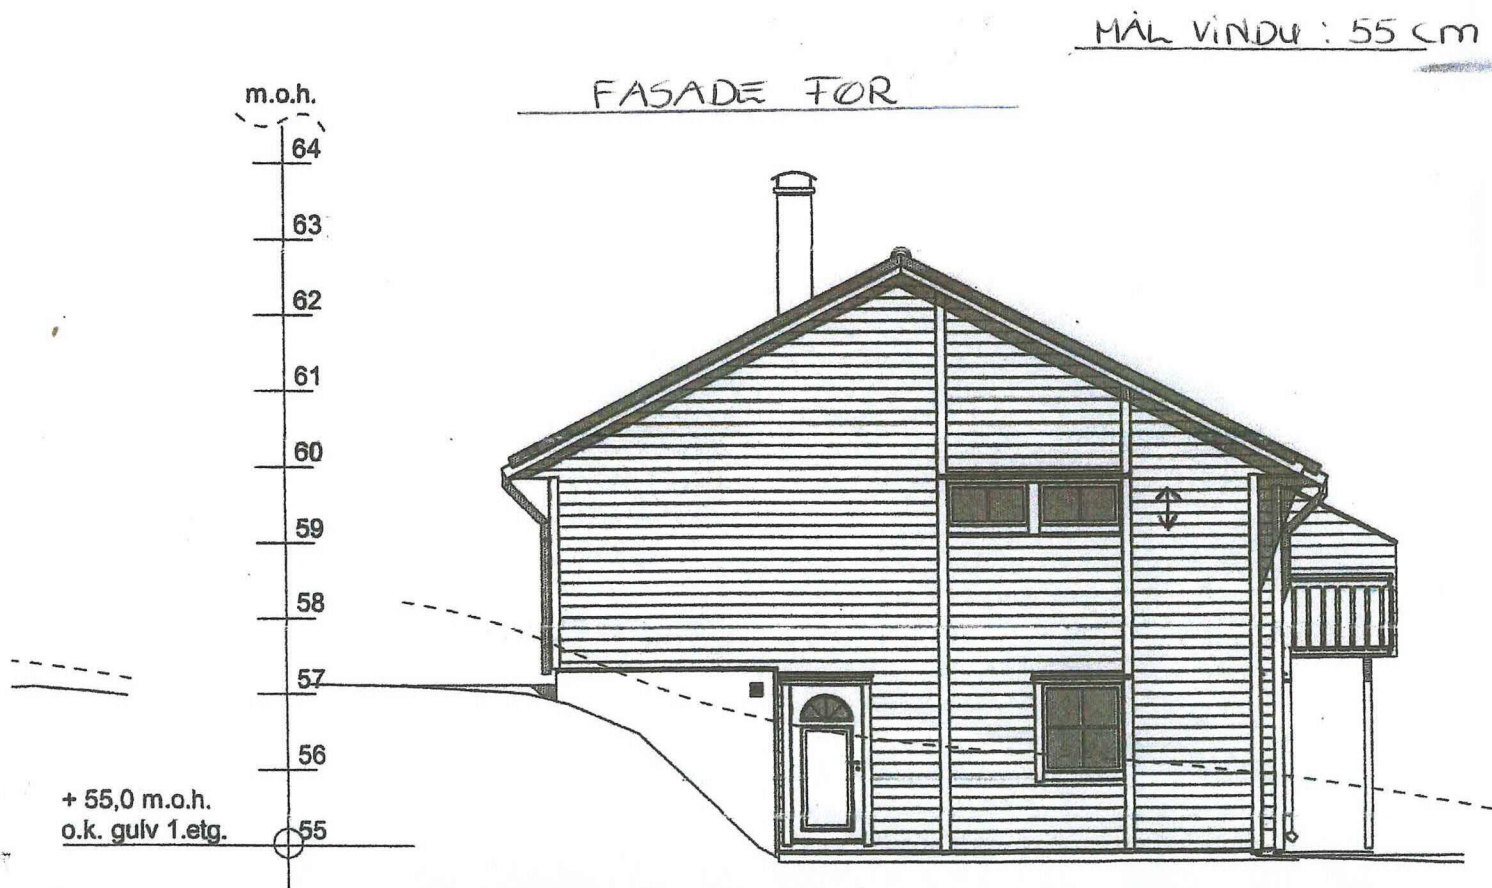 MÅL VINDU : 55 cm
FASADE FØR
m.o.h.
64
63
62
61
60
59
58
57
56
+ 55,0 m.o.h.
o.k. gulv 1.etg.
55